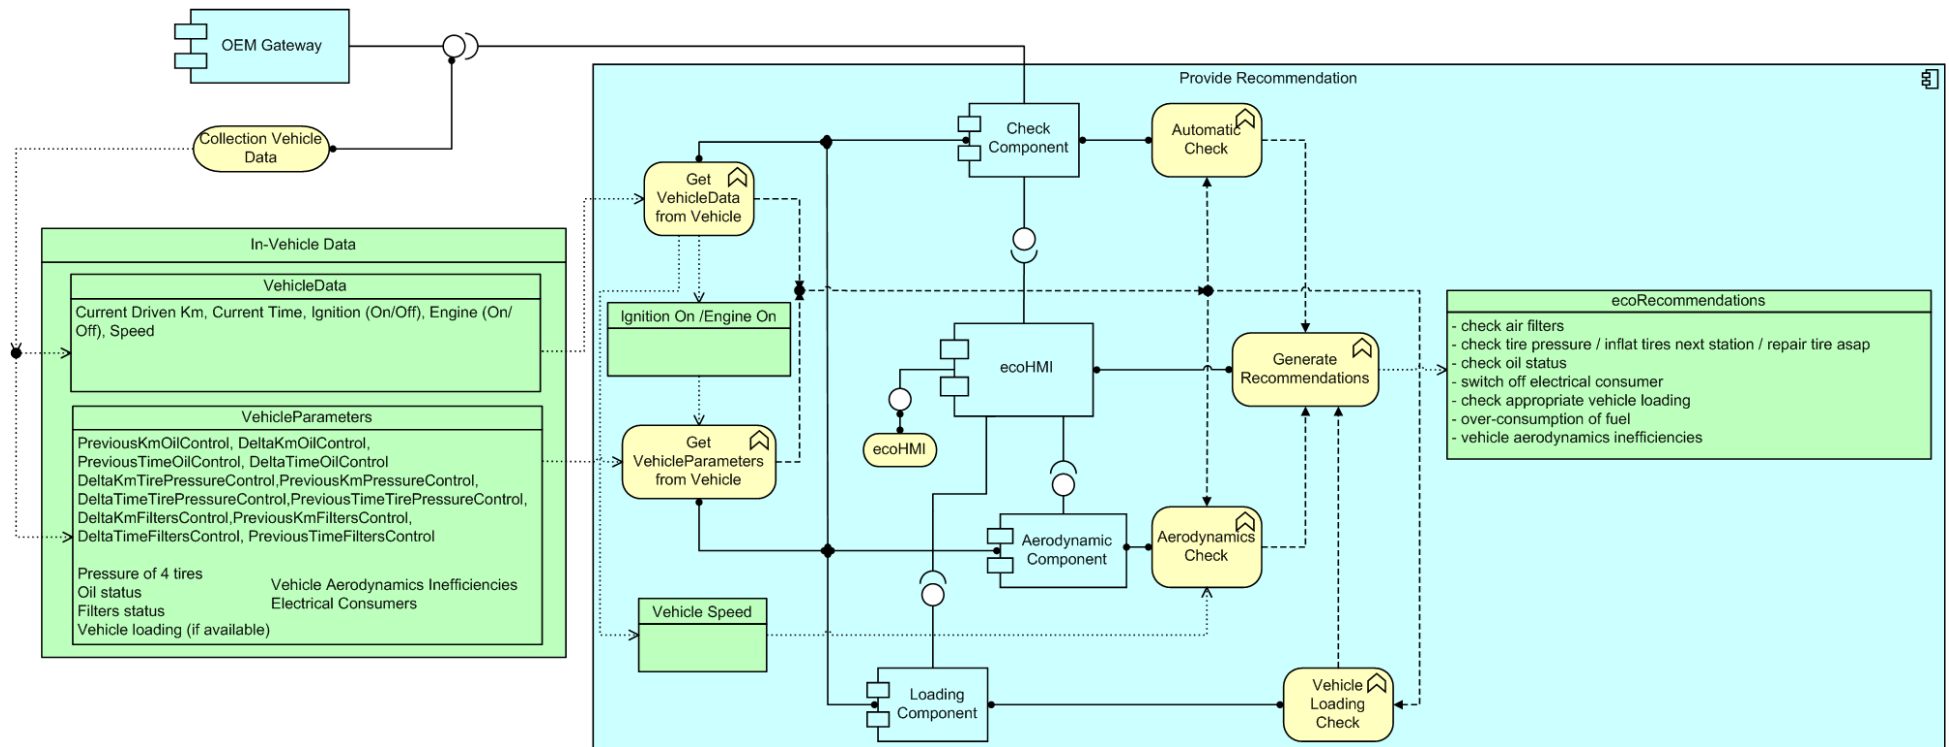 OEM Gateway
Provide Recommendation
Collection Vehicle
Data
Check
Component
Automatic
Check
Get
VehicleData
from Vehicle
In-Vehicle Data
VehicleData
Current Driven Km, Current Time, Ignition (On/Off), Engine (On/
Off), Speed
Ignition On /Engine On
ecoHMI
Generate
Recommendations
ecoRecommendations
- check air filters
- check tire pressure / inflat tires next station / repair tire asap
- check oil status
- switch off electrical consumer
- check appropriate vehicle loading
- over-consumption of fuel
- vehicle aerodynamics inefficiencies
VehicleParameters
PreviousKmOilControl, DeltaKmOilControl,
PreviousTimeOilControl, DeltaTimeOilControl
DeltaKmTirePressureControl,PreviousKmPressureControl,
DeltaTimeTirePressureControl,PreviousTimeTirePressureControl,
DeltaKmFiltersControl,PreviousKmFiltersControl,
DeltaTimeFiltersControl, PreviousTimeFiltersControl
Pressure of 4 tires
Oil status
Filters status
Vehicle loading (if available)
Vehicle Aerodynamics Inefficiencies
Electrical Consumers
Get
VehicleParameters
from Vehicle
ecoHMI
Aerodynamic
Component
Aerodynamics
Check
Vehicle Speed
Loading
Component
Vehicle
Loading
Check